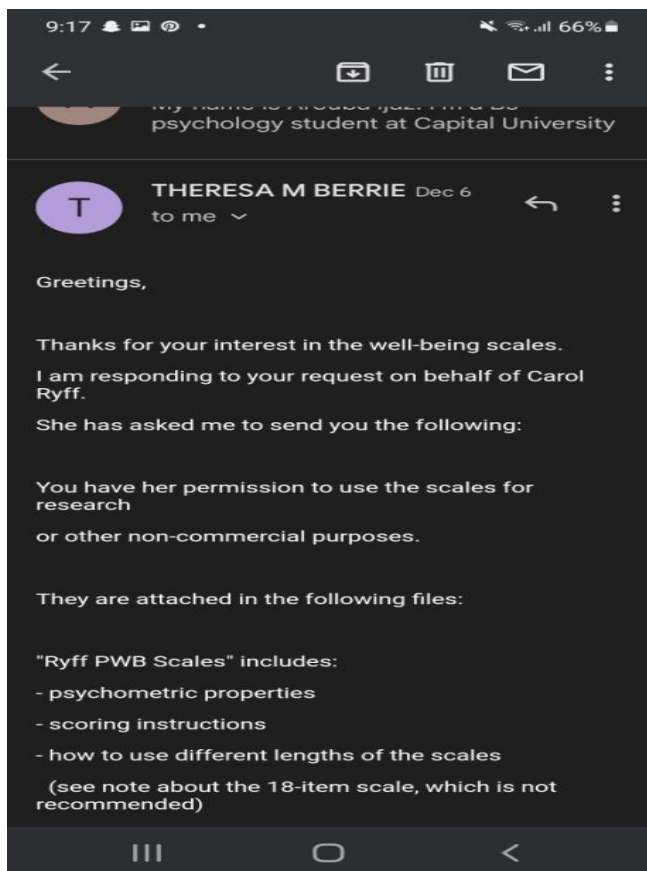 9:17
66%
psychology student at Capital University
T
THERESA M BERRIE Dec 6
to me
Greetings,
Thanks for your interest in the well-being scales.
I am responding to your request on behalf of Carol
Ryff.
She has asked me to send you the following:
You have her permission to use the scales for
research
or other non-commercial purposes.
They are attached in the following files:
"Ryff PWB Scales" includes:
- psychometric properties
- scoring instructions
- how to use different lengths of the scales
(see note about the 18-item scale, which is not
recommended)